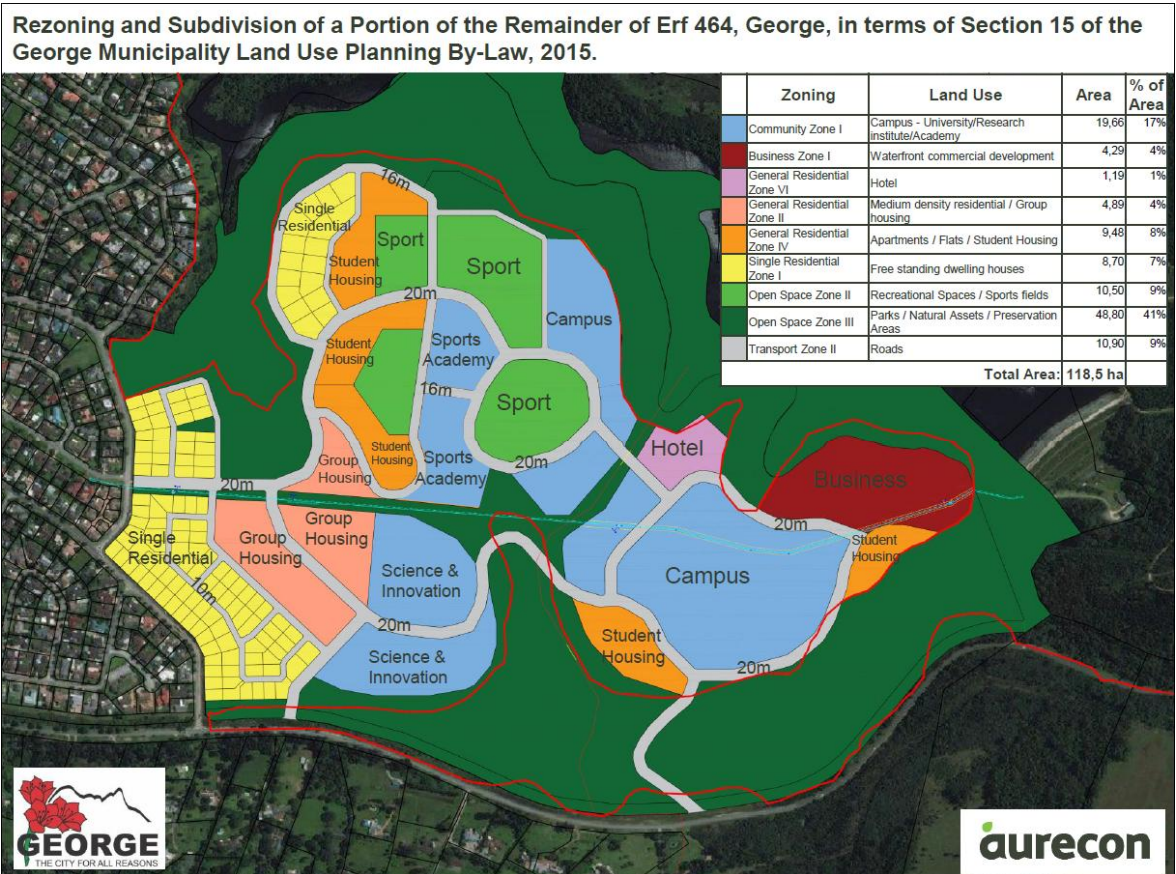 Rezoning and Subdivision of a Portion of the Remainder of Erf 464, George, in terms of Section 15 of the
George Municipality Land Use Planning By-Law, 2015.
Zoning Land Use Area % of
Area
Community Zone I Campus - University/Research
institute/Academy 19,66 17%
Business Zone I Waterfront commercial development 4,29 4%
General Residential
Zone VI Hotel 1,19 1%
General Residential
Zone II Medium density residential / Group
housing 4,89 4%
General Residential
Zone IV Apartments / Flats / Student Housing 9,48 8%
Single Residential
Zone I Free standing dwelling houses 8,70 7%
Open Space Zone II Recreational Spaces / Sports fields 10,50 9%
Open Space Zone III Parks / Natural Assets / Preservation
Areas 48,80 41%
Transport Zone II Roads 10,90 9%
Total Area: 118,5 ha
16m
Single
Residential
Sport
Sport
Student
Housing
20m
Campus
Student
Housing
Sports
Academy
16m
Sport
Student
Housing
Group
Housing
Sports
Academy
20m
Hotel
20m
Business
20m
Group
Housing
Group
Housing
Single
Residential
Student
Housing
Science &
Innovation
Campus
10m
20m
Student
Housing
Science &
Innovation
20m
GEORGE
THE CITY FOR ALL REASONS
aurecon